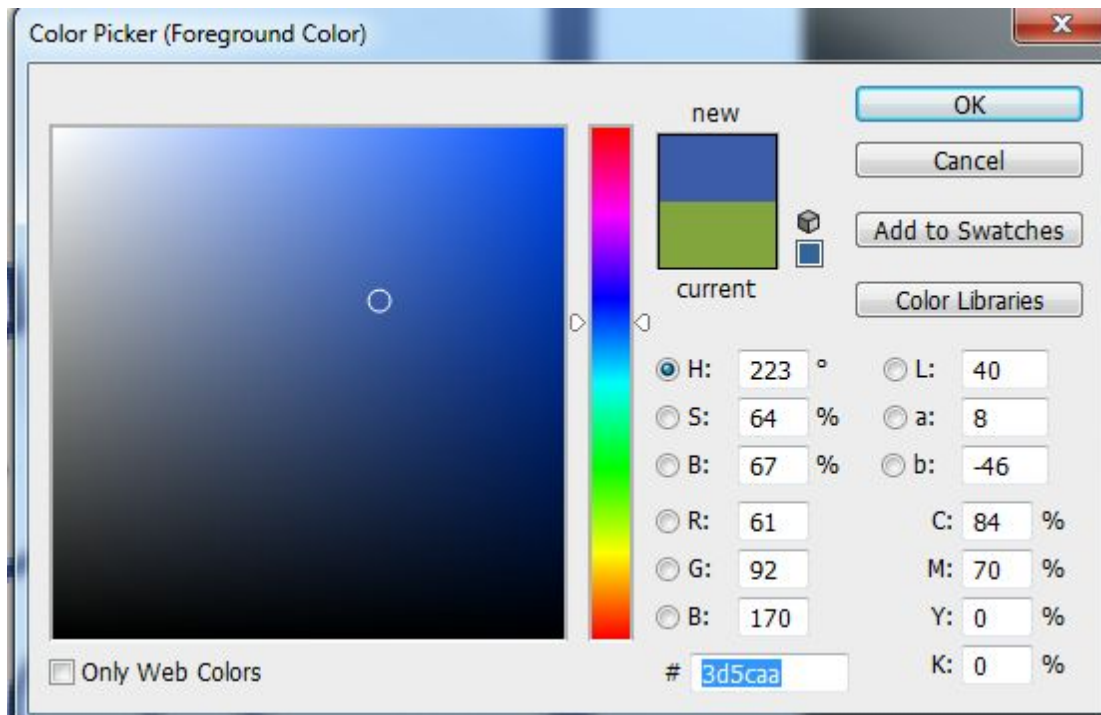 Color Picker (Foreground Color)
x
new
OK
Cancel
Add to Swatches
current
Color Libraries
H: 223 °
L: 40
S: 64 %
a: 8
B: 67 %
b: -46
R: 61
C: 84 %
G: 92
M: 70 %
B: 170
Y: 0 %
Only Web Colors
# 3d5caa
K: 0 %